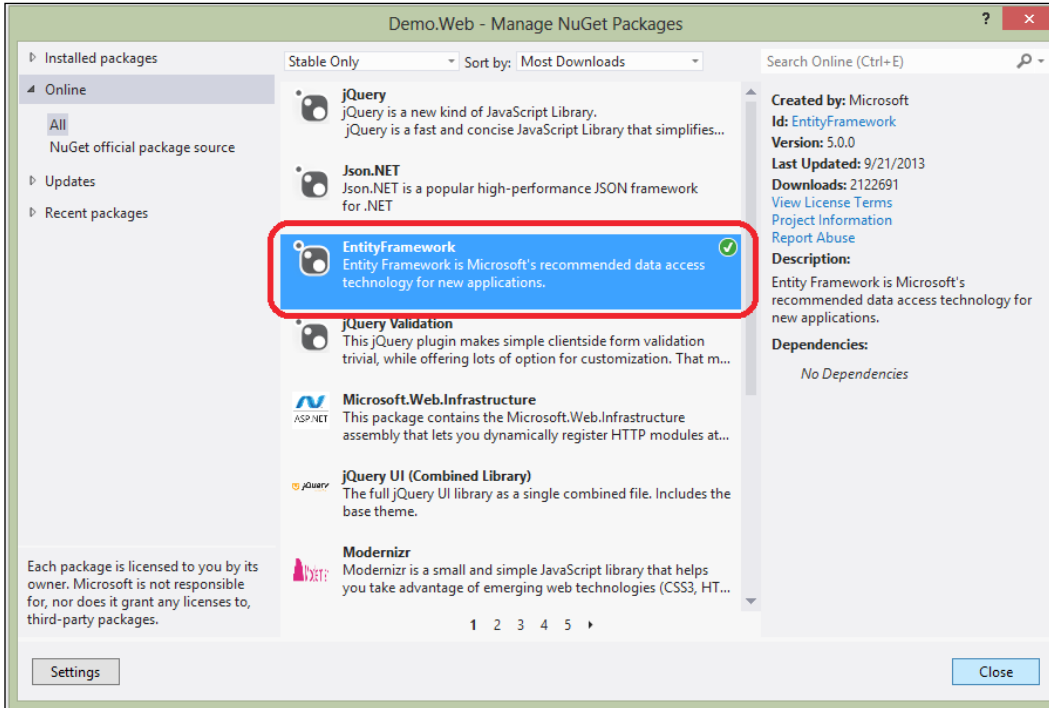 Demo.Web - Manage NuGet Packages
?
Installed packages
Online
All
NuGet official package source
Updates
Recent packages
Each package is licensed to you by its
owner. Microsoft is not responsible
for, nor does it grant any licenses to,
third-party packages.
Settings
Stable Only
Sort by: Most Downloads
jQuery
jQuery is a new kind of JavaScript Library.
jQuery is a fast and concise JavaScript Library that simplifies...
Json.NET
Json.NET is a popular high-performance JSON framework
for .NET
EntityFramework
Entity Framework is Microsoft's recommended data access
technology for new applications.
jQuery Validation
This jQuery plugin makes simple clientside form validation
trivial, while offering lots of option for customization. That m...
ASP.NET
Microsoft.Web.Infrastructure
This package contains the Microsoft.Web.Infrastructure
assembly that lets you dynamically register HTTP modules at...
jQuery
jQuery UI (Combined Library)
The full jQuery UI library as a single combined file. Includes the
base theme.
Modernizr
Modernizr is a small and simple JavaScript library that helps
you take advantage of emerging web technologies (CSS3, HT...
1 2 3 4 5
Search Online (Ctrl+E)
Created by: Microsoft
Id: EntityFramework
Version: 5.0.0
Last Updated: 9/21/2013
Downloads: 2122691
View License Terms
Project Information
Report Abuse
Description:
Entity Framework is Microsoft's
recommended data access technology for
new applications.
Dependencies:
No Dependencies
Close